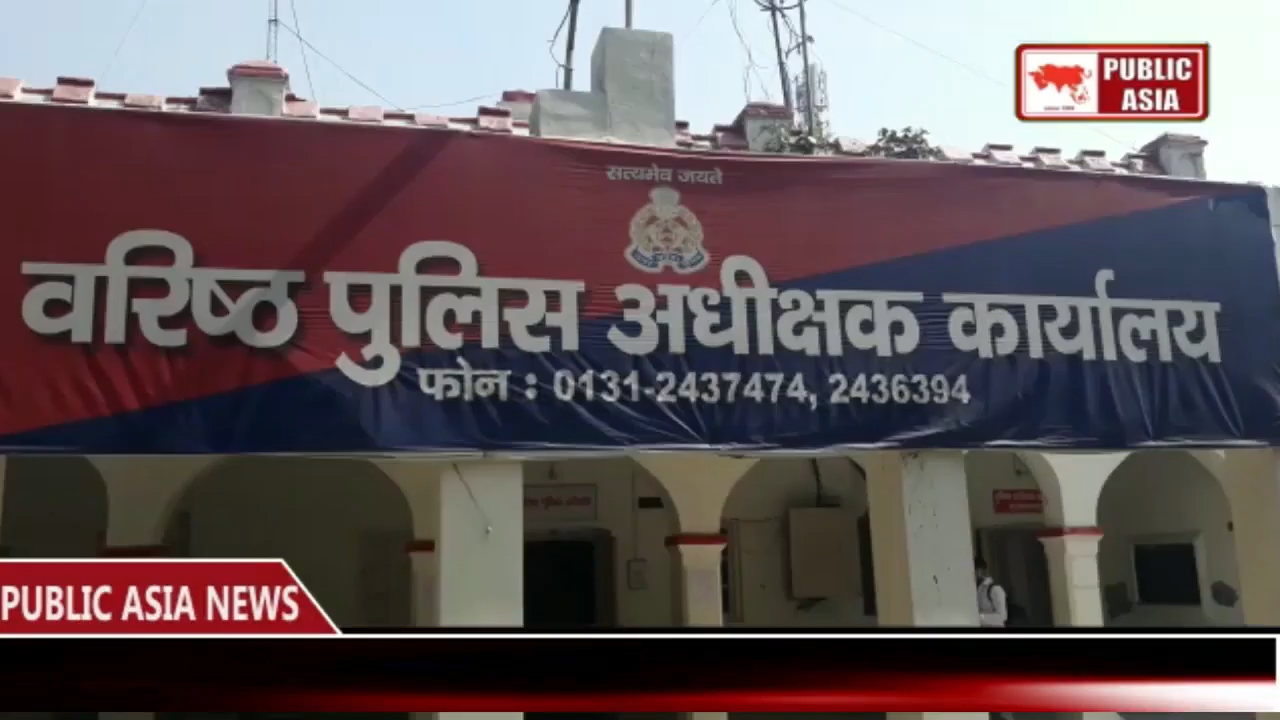 PUBLIC
ASIA
सत्यमेव जयते
वरिष्ठ पुलिस अधीक्षक कार्यालय
फोन : 0131-2437474, 2436394
PUBLIC ASIA NEWS